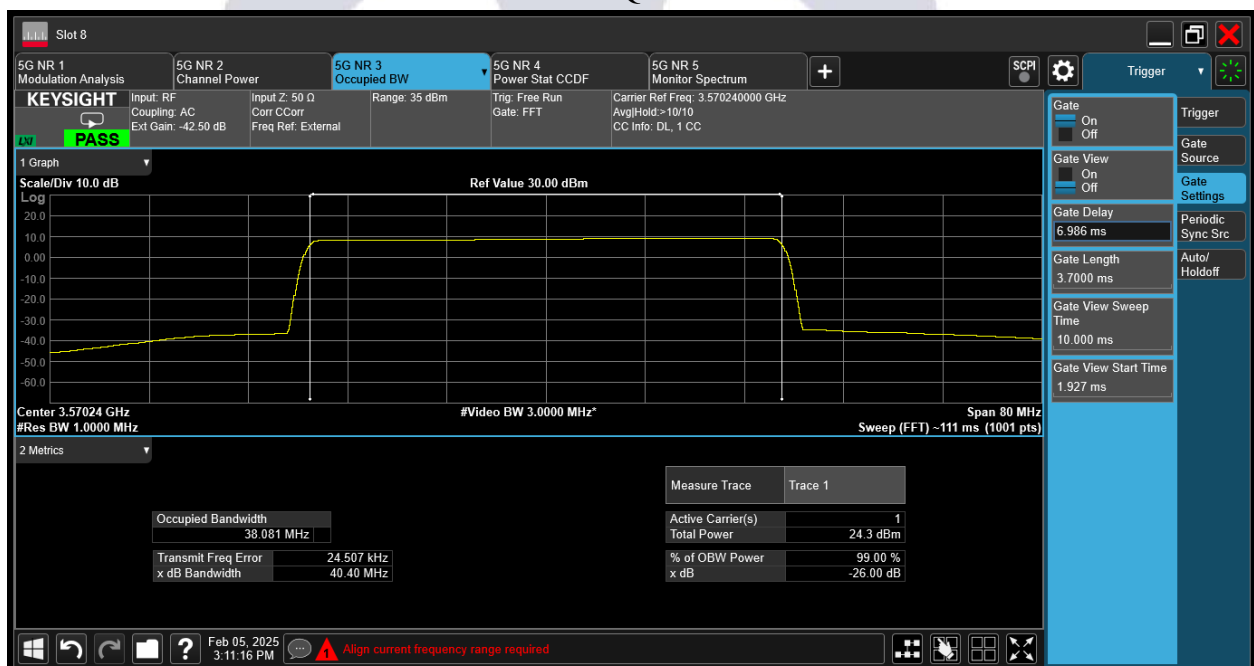 Slot 8
5G NR 1
Modulation Analysis
5G NR 2
Channel Power
5G NR 3
Occupied BW
5G NR 4
Power Stat CCDF
5G NR 5
Monitor Spectrum
+
SCPI
Trigger
KEYSIGHT
LXI
PASS
Input: RF
Coupling: AC
Ext Gain: -42.50 dB
Input Z: 50 Ω
Corr CCorr
Freq Ref: External
Range: 35 dBm
Trig: Free Run
Gate: FFT
Carrier Ref Freq: 3.570240000 GHz
Avg|Hold:>10/10
CC Info: DL, 1 CC
1 Graph
Scale/Div 10.0 dB
Ref Value 30.00 dBm
Log
20.0
10.0
0.00
-10.0
-20.0
-30.0
-40.0
-50.0
-60.0
Center 3.57024 GHz
#Video BW 3.0000 MHz*
Span 80 MHz
#Res BW 1.0000 MHz
Sweep (FFT) ~111 ms (1001 pts)
2 Metrics
Measure Trace Trace 1
Occupied Bandwidth
38.081 MHz
Transmit Freq Error 24.507 kHz
x dB Bandwidth 40.40 MHz
Active Carrier(s) 1
Total Power 24.3 dBm
% of OBW Power 99.00 %
x dB -26.00 dB
Gate
On
Off
Gate View
On
Off
Gate Delay
6.986 ms
Gate Length
3.7000 ms
Gate View Sweep
Time
10.000 ms
Gate View Start Time
1.927 ms
Trigger
Gate
Source
Gate
Settings
Periodic
Sync Src
Auto/
Holdoff
?
Feb 05, 2025
3:11:16 PM
1
Align current frequency range required